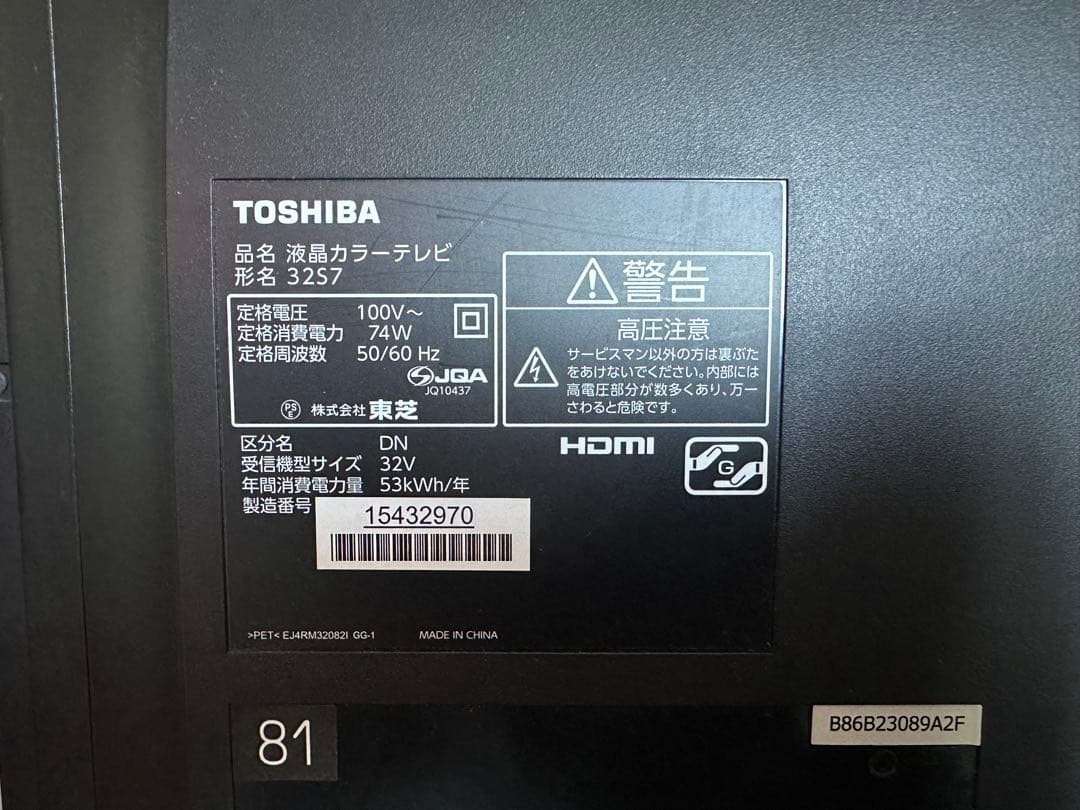 TOSHIBA
品名 液晶カラーテレビ
形名 32S7
定格電圧 100V～
定格消費電力 74W
定格周波数 50/60 Hz
JQA
JQ10437
PS
E
株式会社 東芝
警告
高圧注意
サービスマン以外の方は裏ぶた
をあけないでください。内部には
高電圧部分が数多くあり、万一
さわると危険です。
区分名 DN
受信機型サイズ 32V
年間消費電力量 53kWh/年
製造番号 15432970
HDMI
G
>PET< EJ4RM32082I GG-1 MADE IN CHINA
81
B86B23089A2F